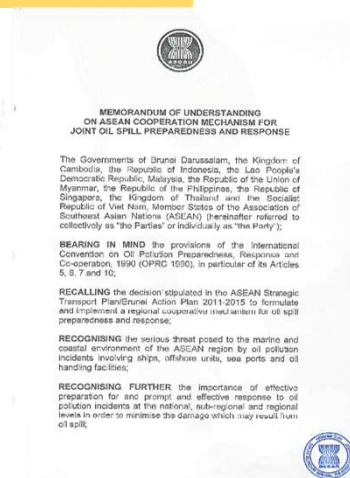 MEMORANDUM OF UNDERSTANDING
ON ASEAN COOPERATION MECHANISM FOR
JOINT OIL SPILL PREPAREDNESS AND RESPONSE
The Governments of Brunei Darussalam, the Kingdom of
Cambodia, the Republic of Indonesia, the Lao People's
Democratic Republic, Malaysia, the Republic of the Union of
Myanmar, the Republic of the Philippines, the Republic of
Singapore, the Kingdom of Thailand and the Socialist
Republic of Viet Nam, Member States of the Association of
Southeast Asian Nations (ASEAN) (hereinafter referred to
collectively as "the Parties" or individually as "the Party");
BEARING IN MIND the provisions of the International
Convention on Oil Pollution Preparedness, Response and
Co-operation, 1990 (OPRC 1990), in particular of its Articles
5, 6, 7 and 10;
RECALLING the decision stipulated in the ASEAN Strategic
Transport Plan/Brunei Action Plan 2011-2015 to formulate
and implement a regional cooperative mechanism for oil spill
preparedness and response;
RECOGNISING the serious threat posed to the marine and
coastal environment of the ASEAN region by oil pollution
incidents involving ships, offshore units, sea ports and oil
handling facilities;
RECOGNISING FURTHER the importance of effective
preparation for and prompt and effective response to oil
pollution incidents at the national, sub-regional and regional
levels in order to minimise the damage which may result from
oil spill;